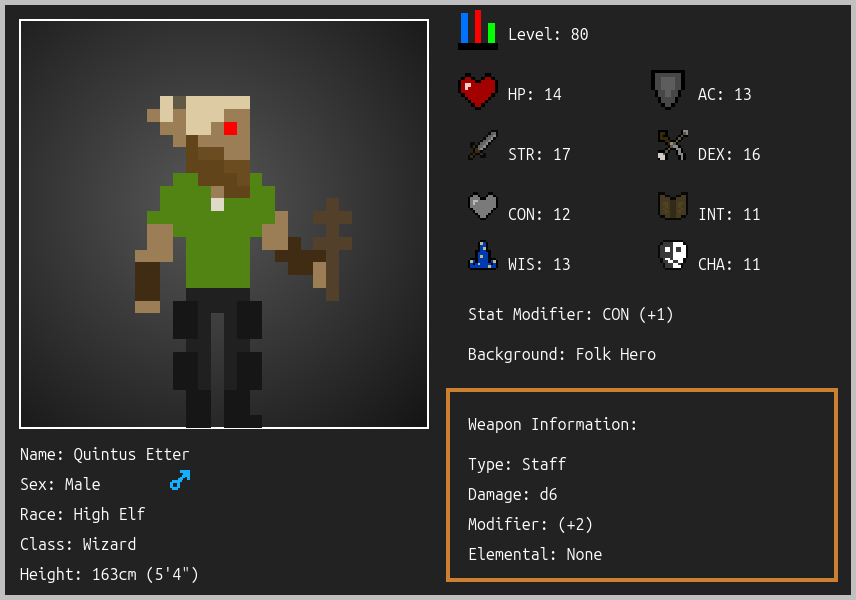 Level: 80
HP: 14
AC: 13
STR: 17
DEX: 16
CON: 12
INT: 11
WIS: 13
CHA: 11
Stat Modifier: CON (+1)
Background: Folk Hero
Weapon Information:
Type: Staff
Damage: d6
Modifier: (+2)
Elemental: None
Name: Quintus Etter
Sex: Male
Race: High Elf
Class: Wizard
Height: 163cm (5'4")